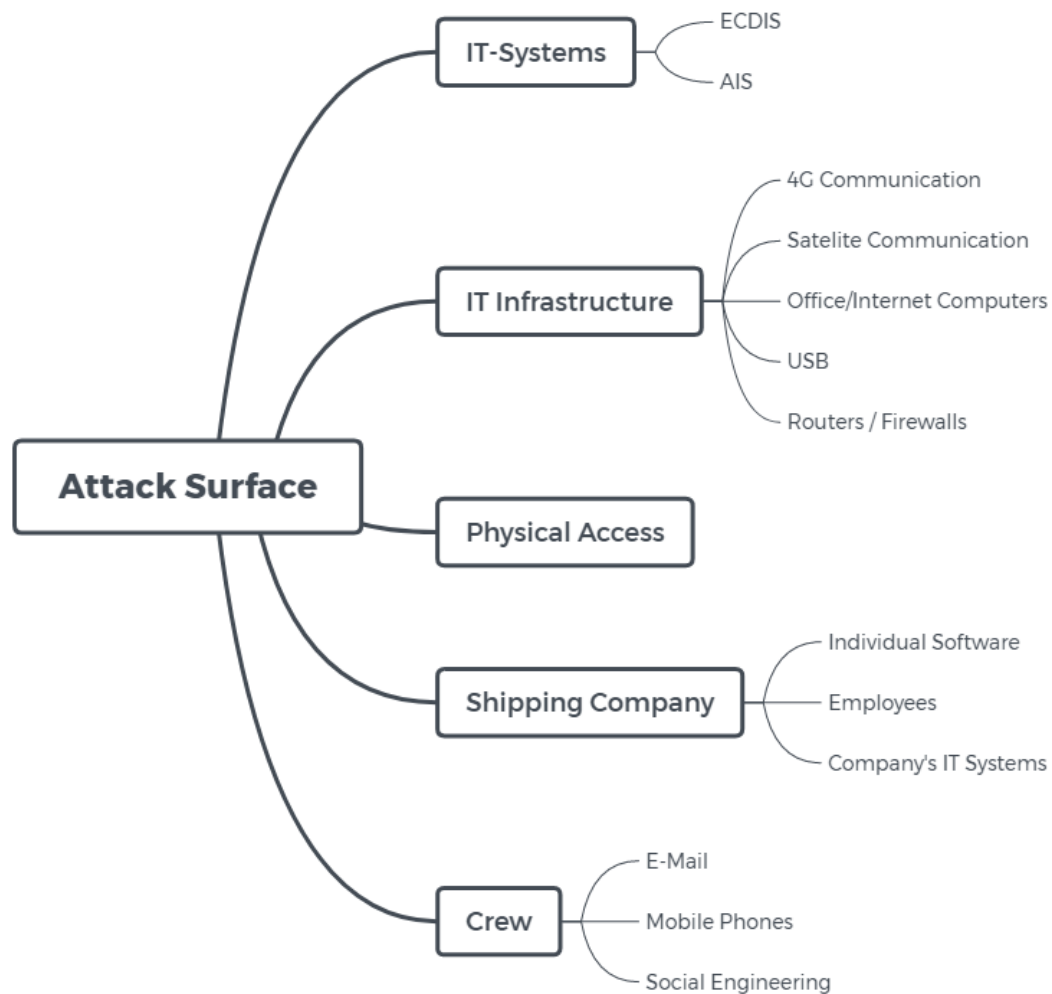 Attack Surface
IT-Systems
ECDIS
AIS
IT Infrastructure
4G Communication
Satelite Communication
Office/Internet Computers
USB
Routers / Firewalls
Physical Access
Shipping Company
Individual Software
Employees
Company's IT Systems
Crew
E-Mail
Mobile Phones
Social Engineering